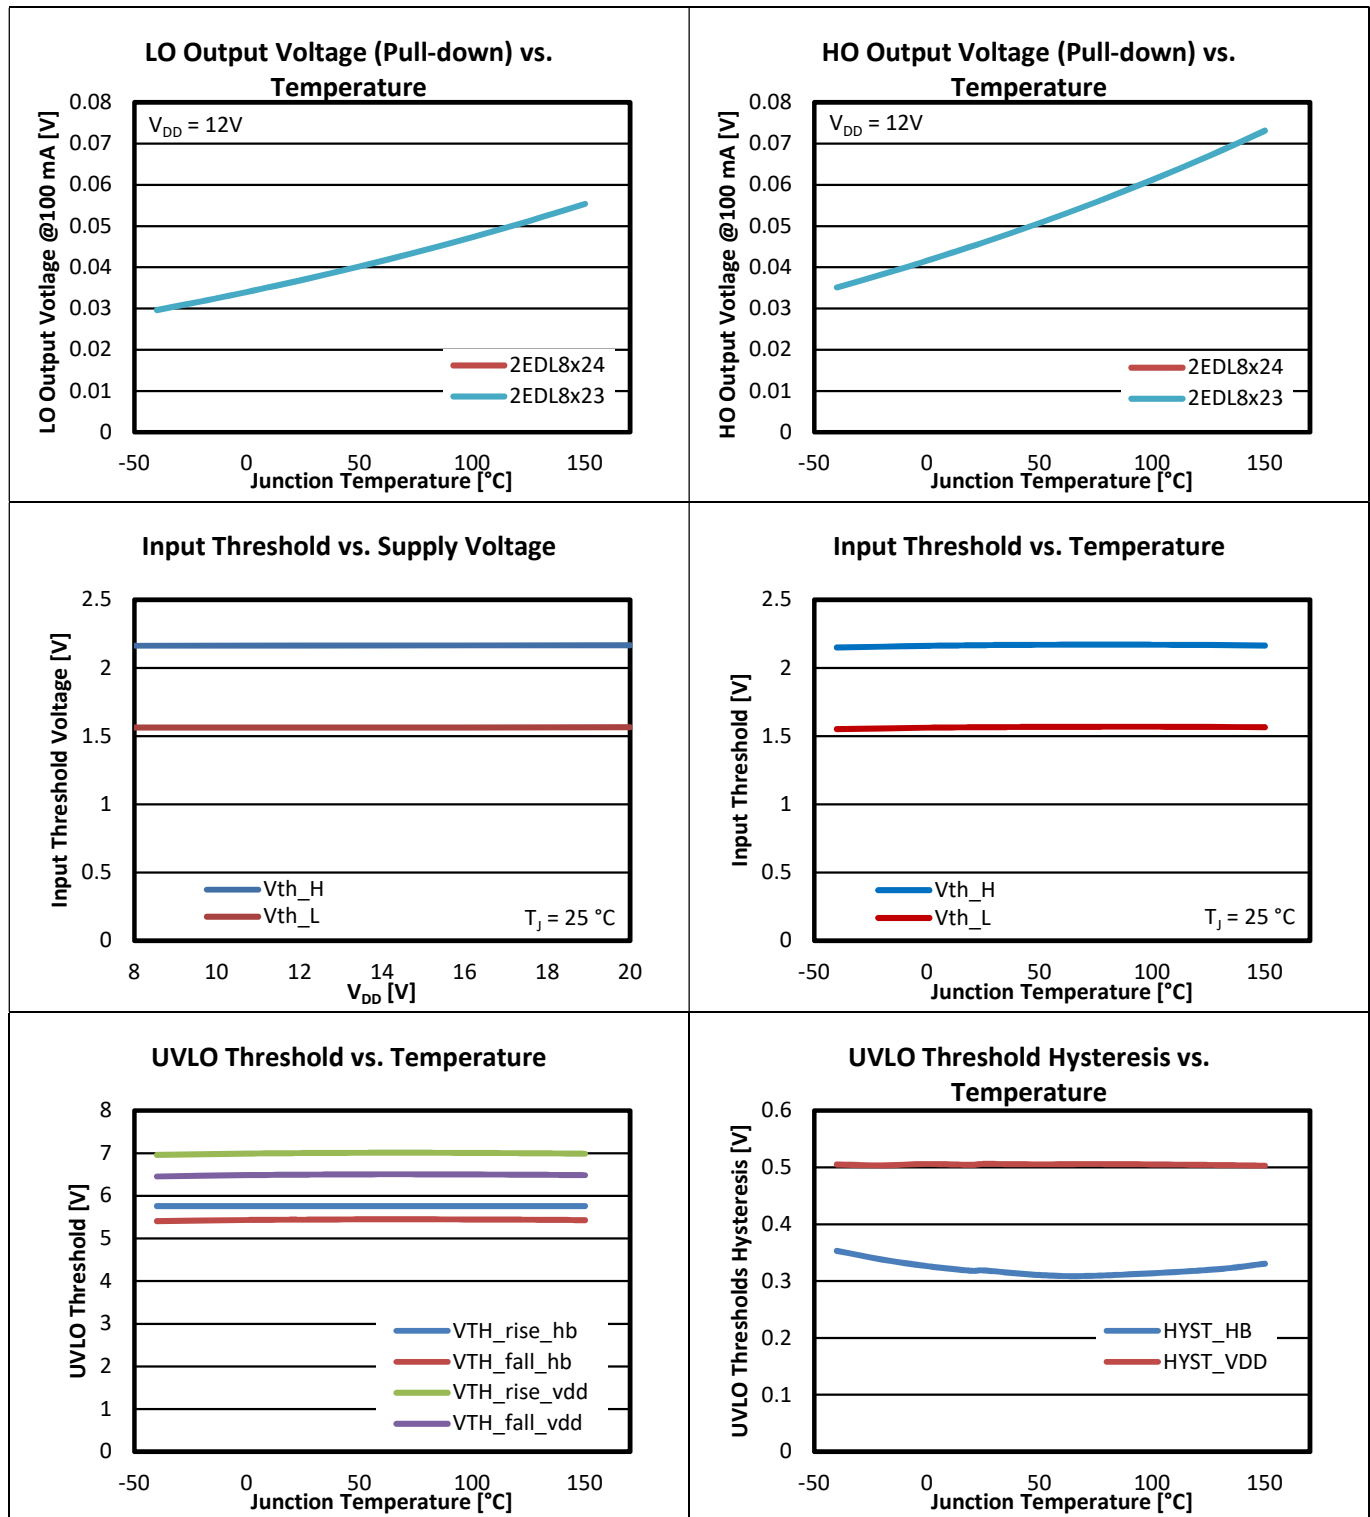 LO Output Voltage (Pull-down) vs.
Temperature
LO Output Votlage @100 mA [V]
0.08
0.07
0.06
0.05
0.04
0.03
0.02
0.01
0
V_DD = 12V
2EDL8x24
2EDL8x23
-50 0 50 100 150
Junction Temperature [°C]
HO Output Voltage (Pull-down) vs.
Temperature
HO Output Votlage @100 mA [V]
0.08
0.07
0.06
0.05
0.04
0.03
0.02
0.01
0
V_DD = 12V
2EDL8x24
2EDL8x23
-50 0 50 100 150
Junction Temperature [°C]
Input Threshold vs. Supply Voltage
Input Threshold Voltage [V]
2.5
2
1.5
1
0.5
0
Vth_H
Vth_L
T_J = 25 °C
8 10 12 14 16 18 20
V_DD [V]
Input Threshold vs. Temperature
Input Threshold [V]
2.5
2
1.5
1
0.5
0
Vth_H
Vth_L
T_J = 25 °C
-50 0 50 100 150
Junction Temperature [°C]
UVLO Threshold vs. Temperature
UVLO Threshold [V]
8
7
6
5
4
3
2
1
0
VTH_rise_hb
VTH_fall_hb
VTH_rise_vdd
VTH_fall_vdd
-50 0 50 100 150
Junction Temperature [°C]
UVLO Threshold Hysteresis vs.
Temperature
UVLO Thresholds Hysteresis [V]
0.6
0.5
0.4
0.3
0.2
0.1
0
HYST_HB
HYST_VDD
-50 0 50 100 150
Junction Temperature [°C]